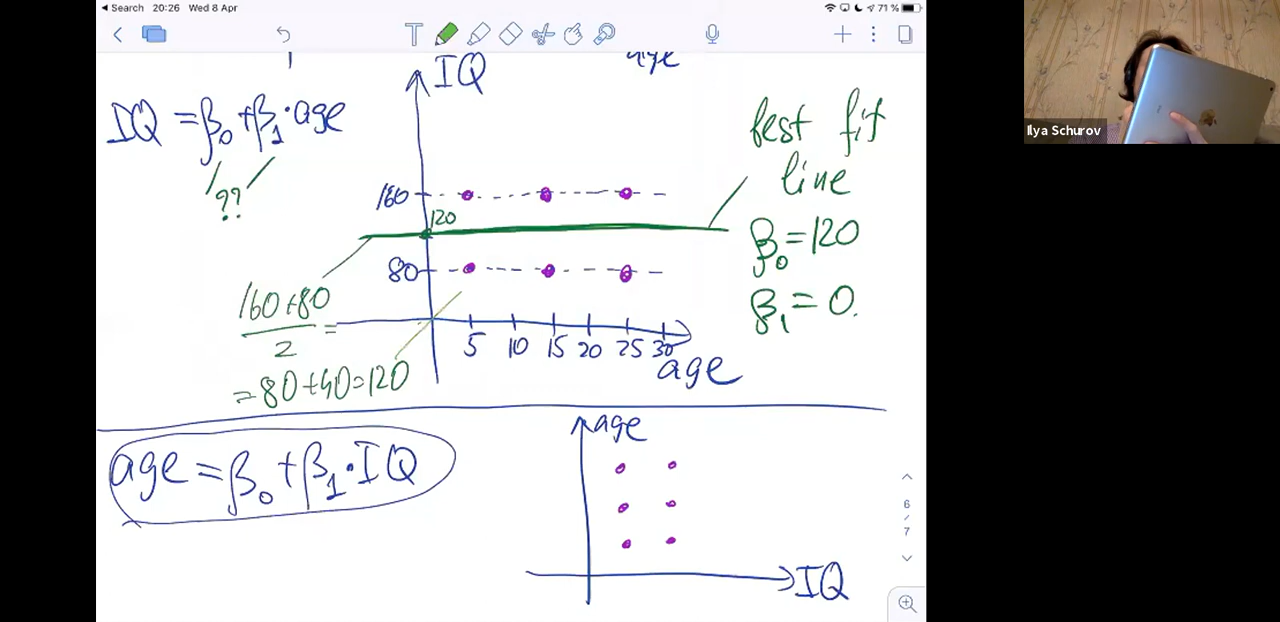 Search 20:26 Wed 8 Apr 71%
T
age
IQ
IQ = β₀ + β₁ · age
??
best fit
line
β₀ = 120
β₁ = 0.
160
120
80
160 + 80
2
=
= 80 + 40 = 120
5 10 15 20 25 30
age
age = β₀ + β₁ · IQ
age
IQ
6
/
7
Ilya Schurov